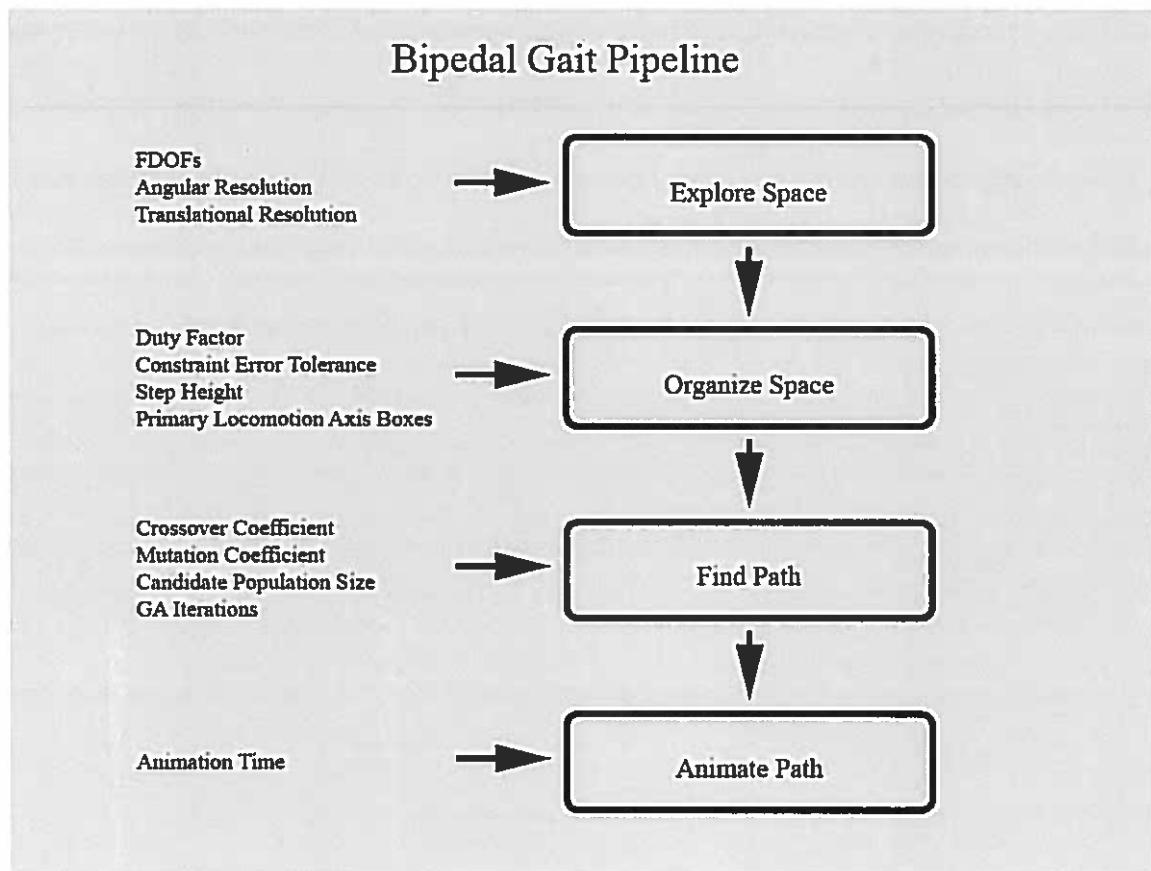 Bipedal Gait Pipeline
FDOFs
Angular Resolution
Translational Resolution
Explore Space
Duty Factor
Constraint Error Tolerance
Step Height
Primary Locomotion Axis Boxes
Organize Space
Crossover Coefficient
Mutation Coefficient
Candidate Population Size
GA Iterations
Find Path
Animation Time
Animate Path